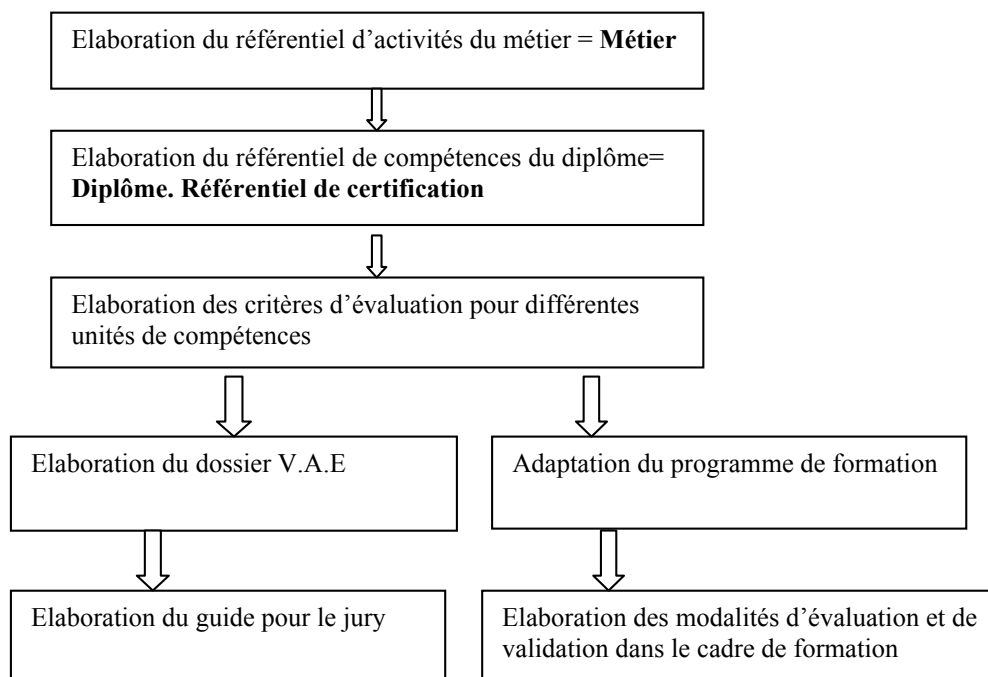 Elaboration du référentiel d’activités du métier = Métier
Elaboration du référentiel de compétences du diplôme=
Diplôme. Référentiel de certification
Elaboration des critères d’évaluation pour différentes
unités de compétences
Elaboration du dossier V.A.E
Adaptation du programme de formation
Elaboration du guide pour le jury
Elaboration des modalités d’évaluation et de
validation dans le cadre de formation